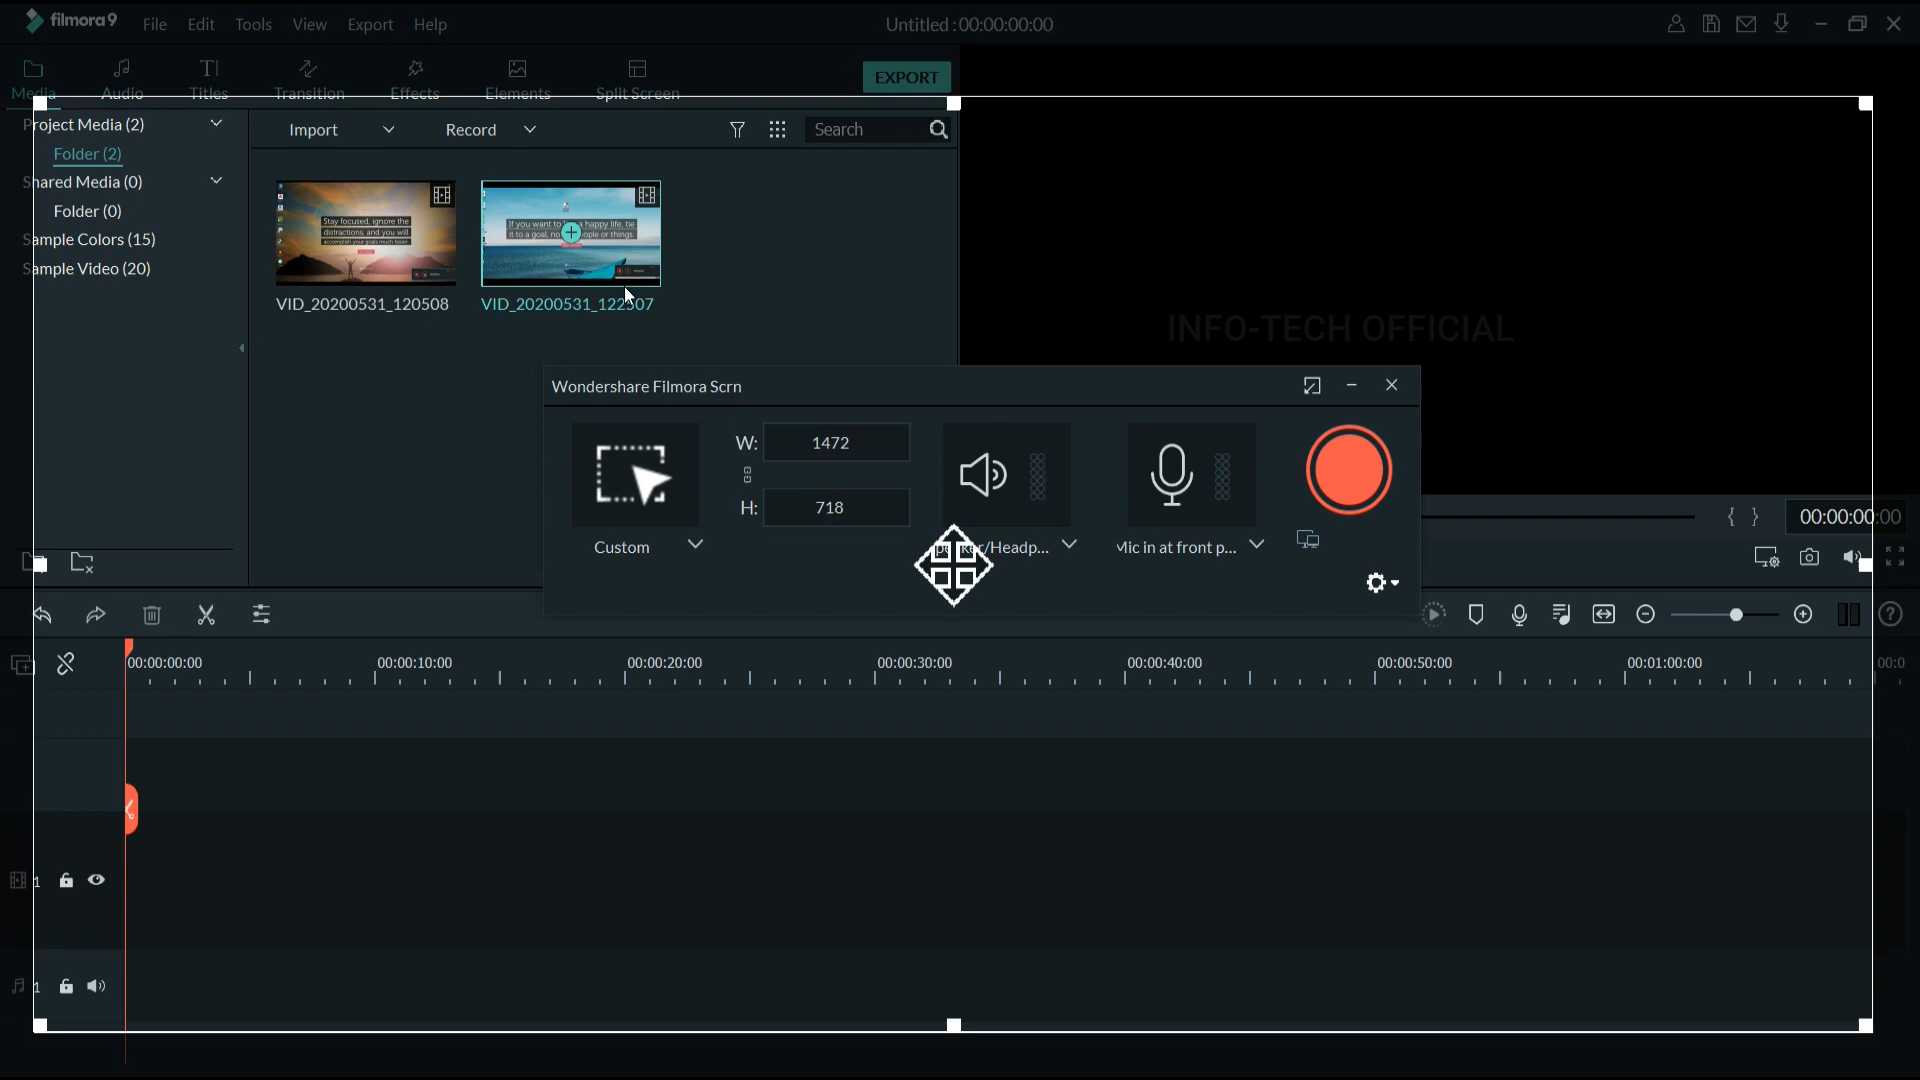 filmora9 File Edit Tools View Export Help Untitled : 00:00:00:00
Media Audio Titles Transition Effects Elements Split Screen EXPORT
Project Media (2) Import Record Search
Folder (2)
Shared Media (0)
Folder (0)
Sample Colors (15)
Sample Video (20)
Stay focused, ignore the
distractions, and you will
accomplish your goals much faster.
If you want to a happy life, tie
it to a goal, no ople or things.
VID_20200531_120508 VID_20200531_122507
INFO-TECH OFFICIAL
Wondershare Filmora Scrn
W: 1472
H: 718
Custom /Headp... Mic in at front p...
{ } 00:00:00:00
00:00:00:00 00:00:10:00 00:00:20:00 00:00:30:00 00:00:40:00 00:00:50:00 00:01:00:00 00:0
1
1